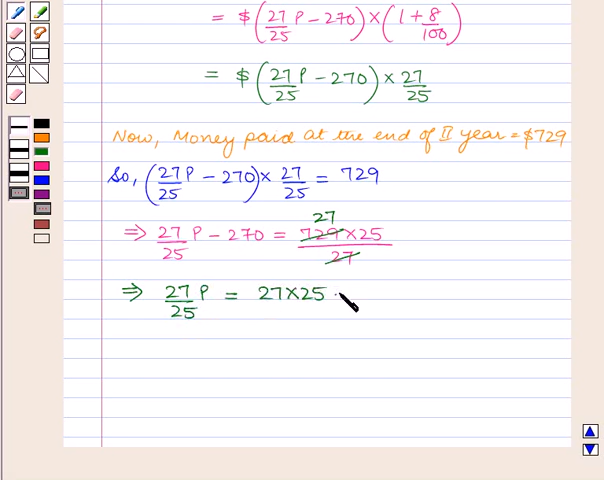 = $ (27/25 P - 270) × (1 + 8/100)
= $ (27/25 P - 270) × 27/25
Now, Money paid at the end of II year = $729
So, (27/25 P - 270) × 27/25 = 729
27
⇒ 27/25 P - 270 = 729 × 25 / 27
⇒ 27/25 P = 27 × 25